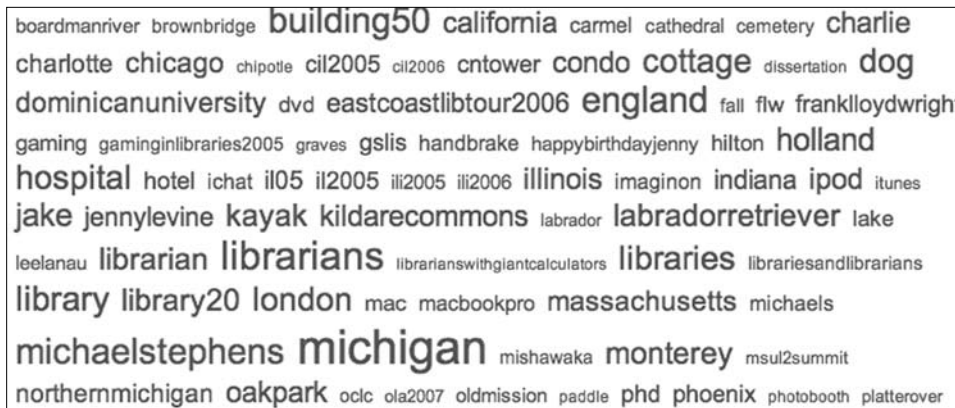 boardmanriver brownbridge building50 california carmel cathedral cemetery charlie
charlotte chicago chipotle cil2005 cil2006 cntower condo cottage dissertation dog
dominicanuniversity dvd eastcoastlibtour2006 england fall flw franklloydwrigh
gaming gaminginlibraries2005 graves gslis handbrake happybirthdayjenny hilton holland
hospital hotel ichat il05 il2005 ili2005 ili2006 illinois imaginon indiana ipod itunes
jake jennylevine kayak kildarecommons labrador labradorretriever lake
leelanau librarian librarians librarianswithgiantcalculators libraries librariesandlibrarians
library library20 london mac macbookpro massachusetts michaels
michaelstephens michigan mishawaka monterey msul2summit
northernmichigan oakpark oclc ola2007 oldmission paddle phd phoenix photobooth platterover